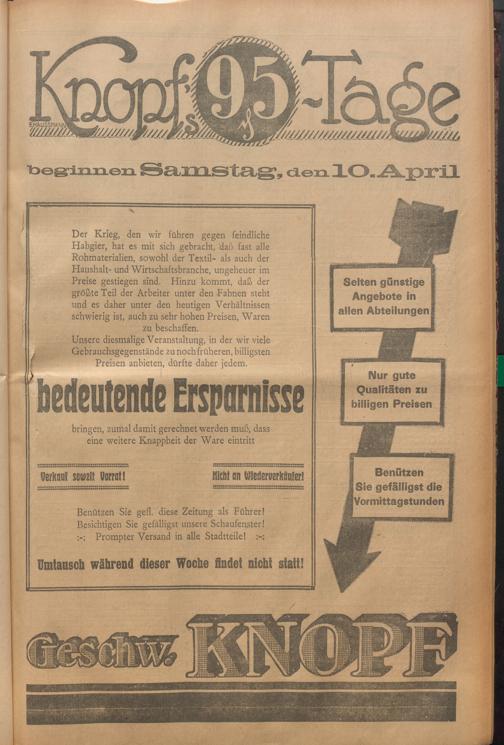 Knopf's 95 ₰-Tage
E.HAUSSMANN
beginnen Samstag, den 10. April
Der Krieg, den wir führen gegen feindliche
Habgier, hat es mit sich gebracht, daß fast alle
Rohmaterialien, sowohl der Textil- als auch der
Haushalt- und Wirtschaftsbranche, ungeheuer im
Preise gestiegen sind. Hinzu kommt, daß der
größte Teil der Arbeiter unter den Fahnen steht
und es daher unter den heutigen Verhältnissen
schwierig ist, auch zu sehr hohen Preisen, Waren
zu beschaffen.
Unsere diesmalige Veranstaltung, in der wir viele
Gebrauchsgegenstände zu noch früheren, billigsten
Preisen anbieten, dürfte daher jedem.
bedeutende Ersparnisse
bringen, zumal damit gerechnet werden muß, dass
eine weitere Knappheit der Ware eintritt
Verkauf soweit Vorrat!
Nicht an Wiederverkäufer!
Benützen Sie gefl. diese Zeitung als Führer!
Besichtigen Sie gefälligst unsere Schaufenster!
:-: Prompter Versand in alle Stadtteile! :-:
Umtausch während dieser Woche findet nicht statt!
Selten günstige
Angebote in
allen Abteilungen
Nur gute
Qualitäten zu
billigen Preisen
Benützen
Sie gefälligst die
Vormittagstunden
Geschw. KNOPF